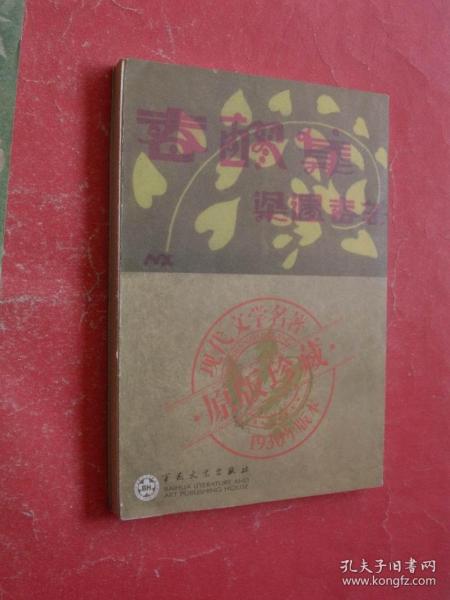 春醪集
梁遇春著
现代文学名著
·原版珍藏·
1930年版本
BH
百花文艺出版社
BAIHUA LITERATURE AND
ART PUBLISHING HOUSE
孔夫子旧书网
www.kongfz.com